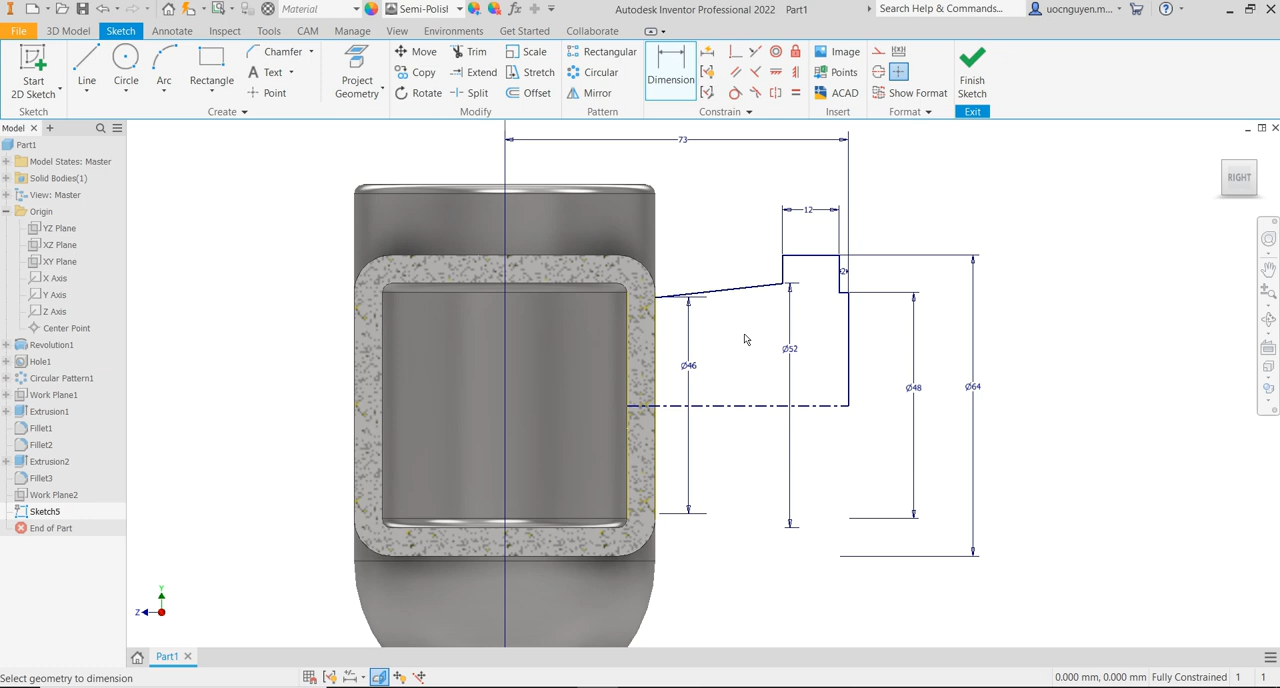 Material
Semi-Polisl
fx
Autodesk Inventor Professional 2022 Part1
Search Help & Commands...
uocnguyen.m...
File 3D Model Sketch Annotate Inspect Tools CAM Manage View Environments Get Started Collaborate
Start
2D Sketch
Line
Circle
Arc
Rectangle
Chamfer
Text
Point
Project
Geometry
Move Trim Scale
Copy Extend Stretch
Rotate Split Offset
Rectangular
Circular
Mirror
Dimension
Image
Points
ACAD
Show Format
Finish
Sketch
Sketch Create Modify Pattern Constrain Insert Format Exit
Model
Part1
Model States: Master
Solid Bodies(1)
View: Master
Origin
YZ Plane
XZ Plane
XY Plane
X Axis
Y Axis
Z Axis
Center Point
Revolution1
Hole1
Circular Pattern1
Work Plane1
Extrusion1
Fillet1
Fillet2
Extrusion2
Fillet3
Work Plane2
Sketch5
End of Part
73
12
2
Ø46
Ø52
Ø48
Ø64
RIGHT
Y
Z
Part1
Select geometry to dimension
0.000 mm, 0.000 mm Fully Constrained 1 1